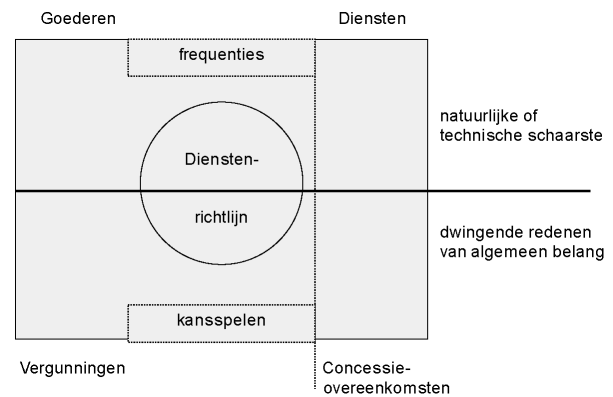 Goederen
Diensten
frequenties
natuurlijke of
technische schaarste
Diensten-
richtlijn
dwingende redenen
van algemeen belang
kansspelen
Vergunningen
Concessie-
overeenkomsten